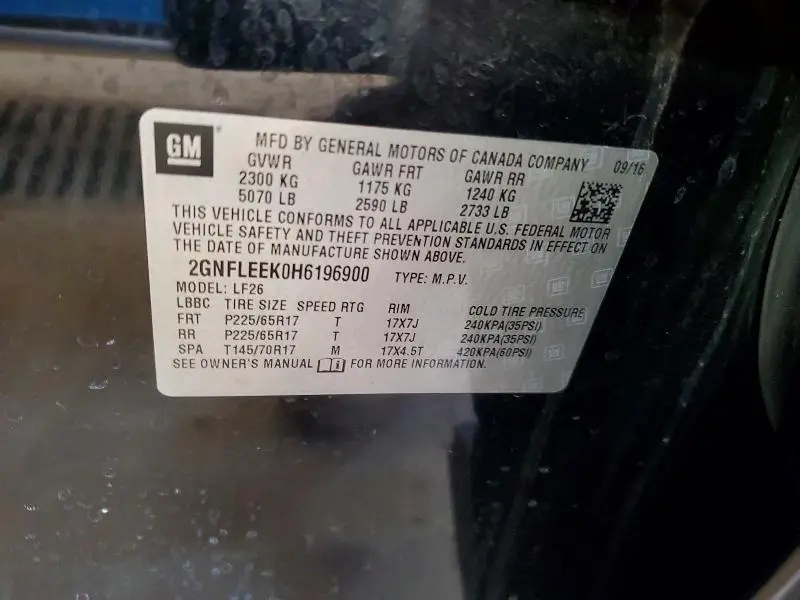 GM
MFD BY GENERAL MOTORS OF CANADA COMPANY 09/16
GVWR GAWR FRT GAWR RR
2300 KG 1175 KG 1240 KG
5070 LB 2590 LB 2733 LB
THIS VEHICLE CONFORMS TO ALL APPLICABLE U.S. FEDERAL MOTOR
VEHICLE SAFETY AND THEFT PREVENTION STANDARDS IN EFFECT ON
THE DATE OF MANUFACTURE SHOWN ABOVE.
2GNFLEEK0H6196900 TYPE: M.P.V.
MODEL: LF26
LBBC TIRE SIZE SPEED RTG RIM COLD TIRE PRESSURE
FRT P225/65R17 T 17X7J 240KPA(35PSI)
RR P225/65R17 T 17X7J 240KPA(35PSI)
SPA T145/70R17 M 17X4.5T 420KPA(60PSI)
SEE OWNER'S MANUAL i FOR MORE INFORMATION.